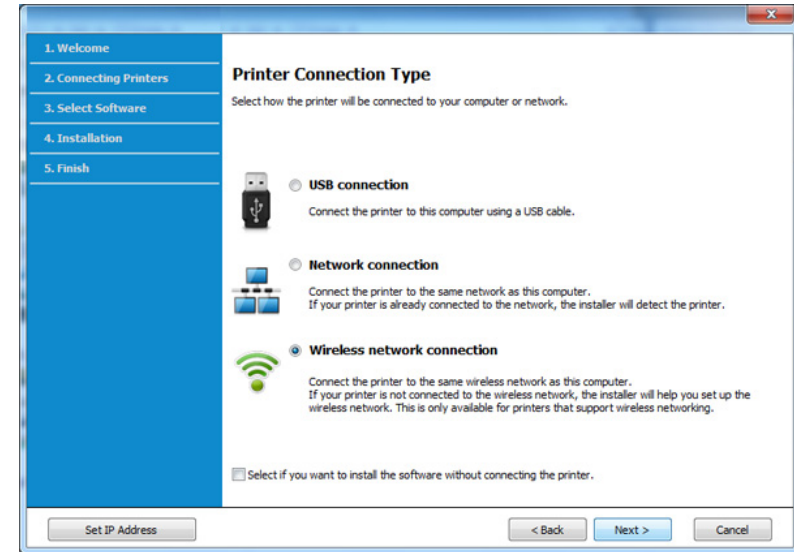 x
1. Welcome
2. Connecting Printers
3. Select Software
4. Installation
5. Finish
Printer Connection Type
Select how the printer will be connected to your computer or network.
USB connection
Connect the printer to this computer using a USB cable.
Network connection
Connect the printer to the same network as this computer.
If your printer is already connected to the network, the installer will detect the printer.
Wireless network connection
Connect the printer to the same wireless network as this computer.
If your printer is not connected to the wireless network, the installer will help you set up the
wireless network. This is only available for printers that support wireless networking.
Select if you want to install the software without connecting the printer.
Set IP Address
< Back
Next >
Cancel